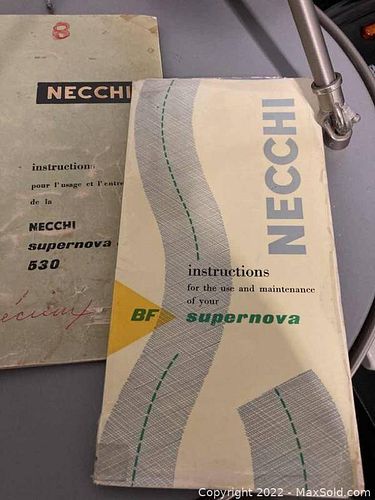 8
NECCHI
instructions
pour l'usage et l'entre
de la
NECCHI
supernova
530
NECCHI
instructions
for the use and maintenance
of your
BF supernova
Copyright 2022 - MaxSold.com